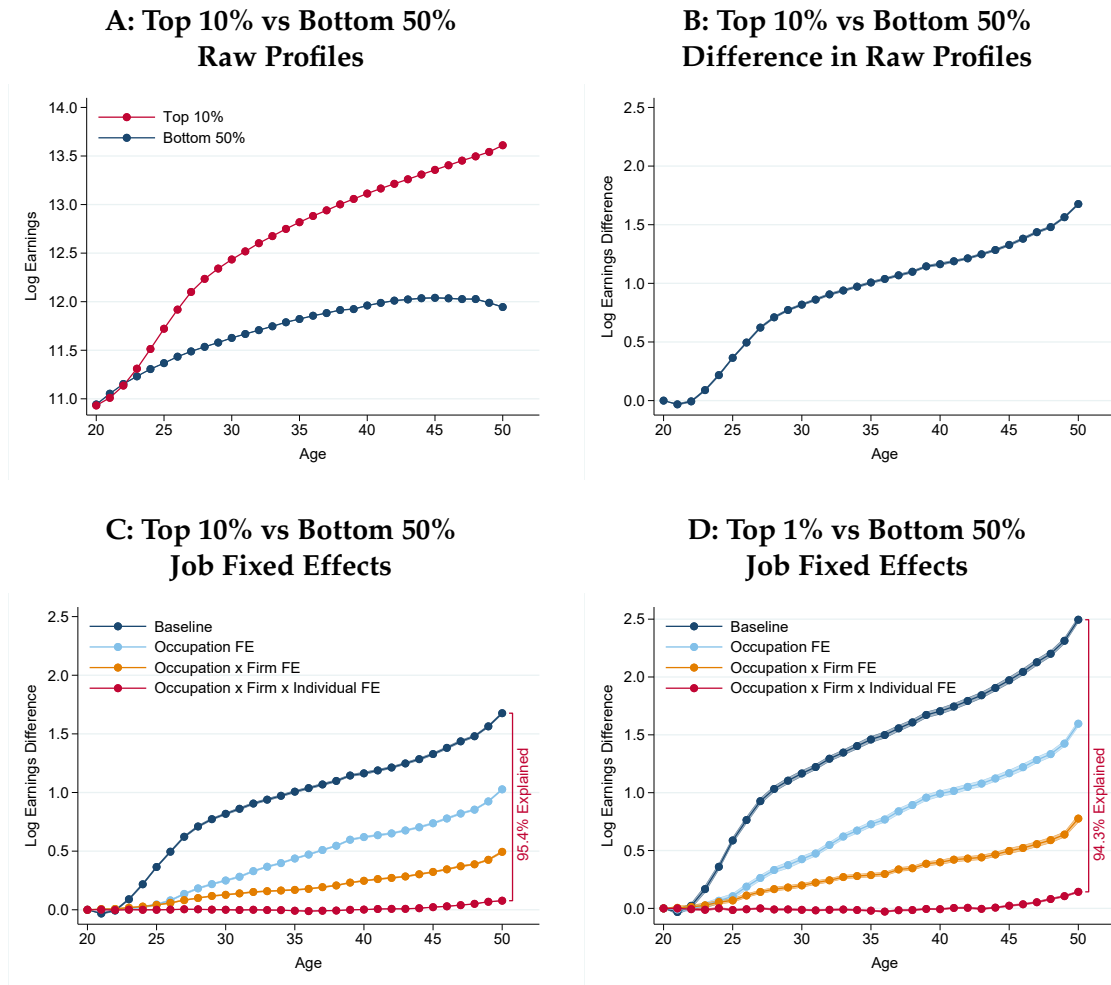 A: Top 10% vs Bottom 50%
Raw Profiles
14.0
13.5
13.0
12.5
12.0
11.5
11.0
Log Earnings
Top 10%
Bottom 50%
20 25 30 35 40 45 50
Age
B: Top 10% vs Bottom 50%
Difference in Raw Profiles
2.5
2.0
1.5
1.0
0.5
0.0
Log Earnings Difference
20 25 30 35 40 45 50
Age
C: Top 10% vs Bottom 50%
Job Fixed Effects
2.5
2.0
1.5
1.0
0.5
0.0
Log Earnings Difference
Baseline
Occupation FE
Occupation x Firm FE
Occupation x Firm x Individual FE
95.4% Explained
20 25 30 35 40 45 50
Age
D: Top 1% vs Bottom 50%
Job Fixed Effects
2.5
2.0
1.5
1.0
0.5
0.0
Log Earnings Difference
Baseline
Occupation FE
Occupation x Firm FE
Occupation x Firm x Individual FE
94.3% Explained
20 25 30 35 40 45 50
Age